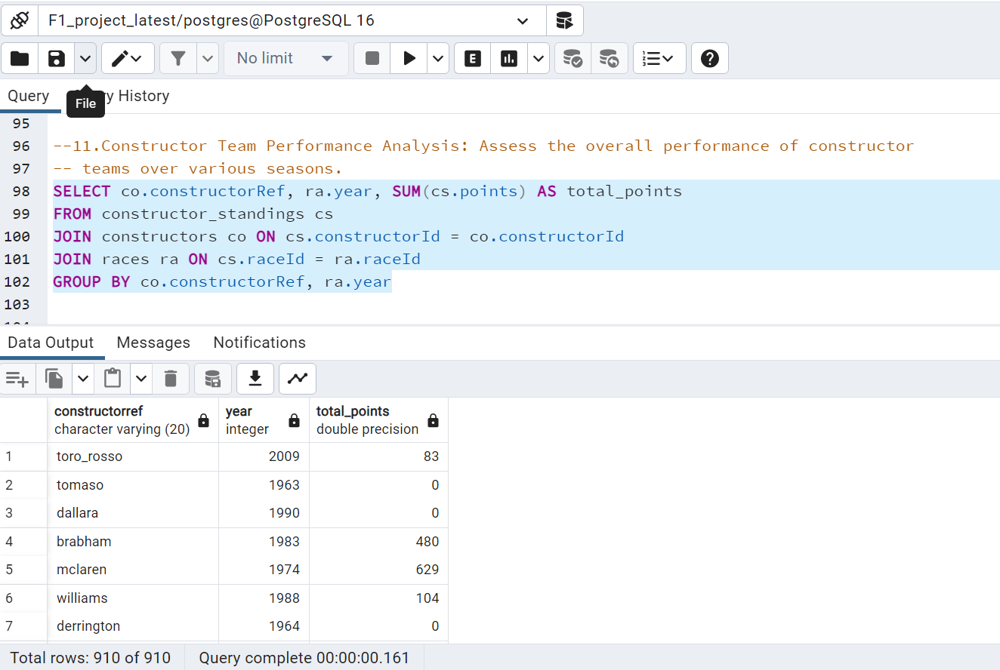 F1_project_latest/postgres@PostgreSQL 16
No limit
E
Query
y History
File
95
96 --11.Constructor Team Performance Analysis: Assess the overall performance of constructor
97 -- teams over various seasons.
98 SELECT co.constructorRef, ra.year, SUM(cs.points) AS total_points
99 FROM constructor_standings cs
100 JOIN constructors co ON cs.constructorId = co.constructorId
101 JOIN races ra ON cs.raceId = ra.raceId
102 GROUP BY co.constructorRef, ra.year
103
Data Output Messages Notifications
constructorref year total_points
character varying (20) integer double precision
1 toro_rosso 2009 83
2 tomaso 1963 0
3 dallara 1990 0
4 brabham 1983 480
5 mclaren 1974 629
6 williams 1988 104
7 derrington 1964 0
Total rows: 910 of 910 Query complete 00:00:00.161